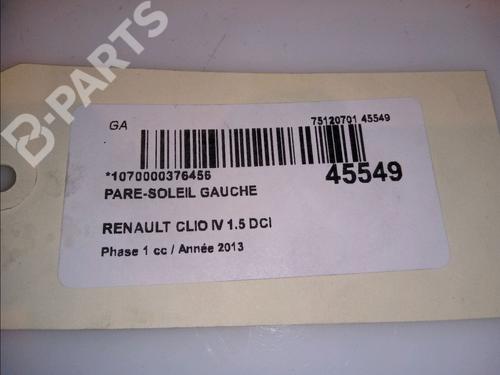 B-PARTS
GA
75120701 45549
*1070000376456
45549
PARE-SOLEIL GAUCHE
RENAULT CLIO IV 1.5 DCI
Phase 1 cc / Année 2013